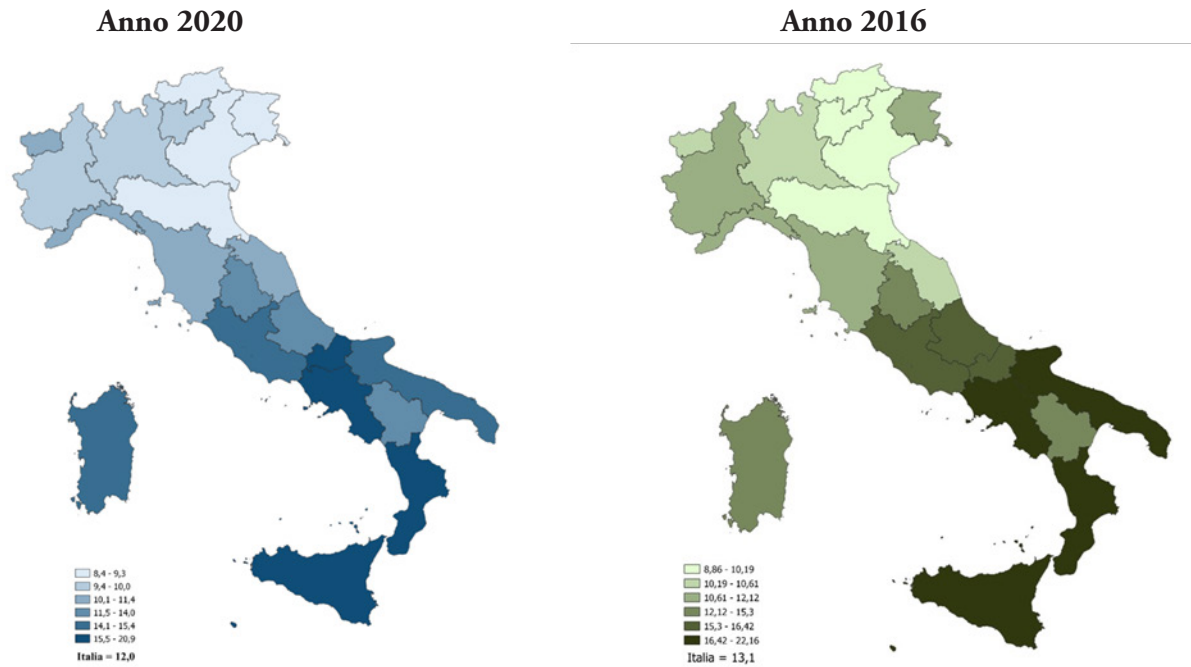 Anno 2020
8,4 - 9,3
9,4 - 10,0
10,1 - 11,4
11,5 - 14,0
14,1 - 15,4
15,5 - 20,9
Italia = 12,0
Anno 2016
8,86 - 10,19
10,19 - 10,61
10,61 - 12,12
12,12 - 15,3
15,3 - 16,42
16,42 - 22,16
Italia = 13,1